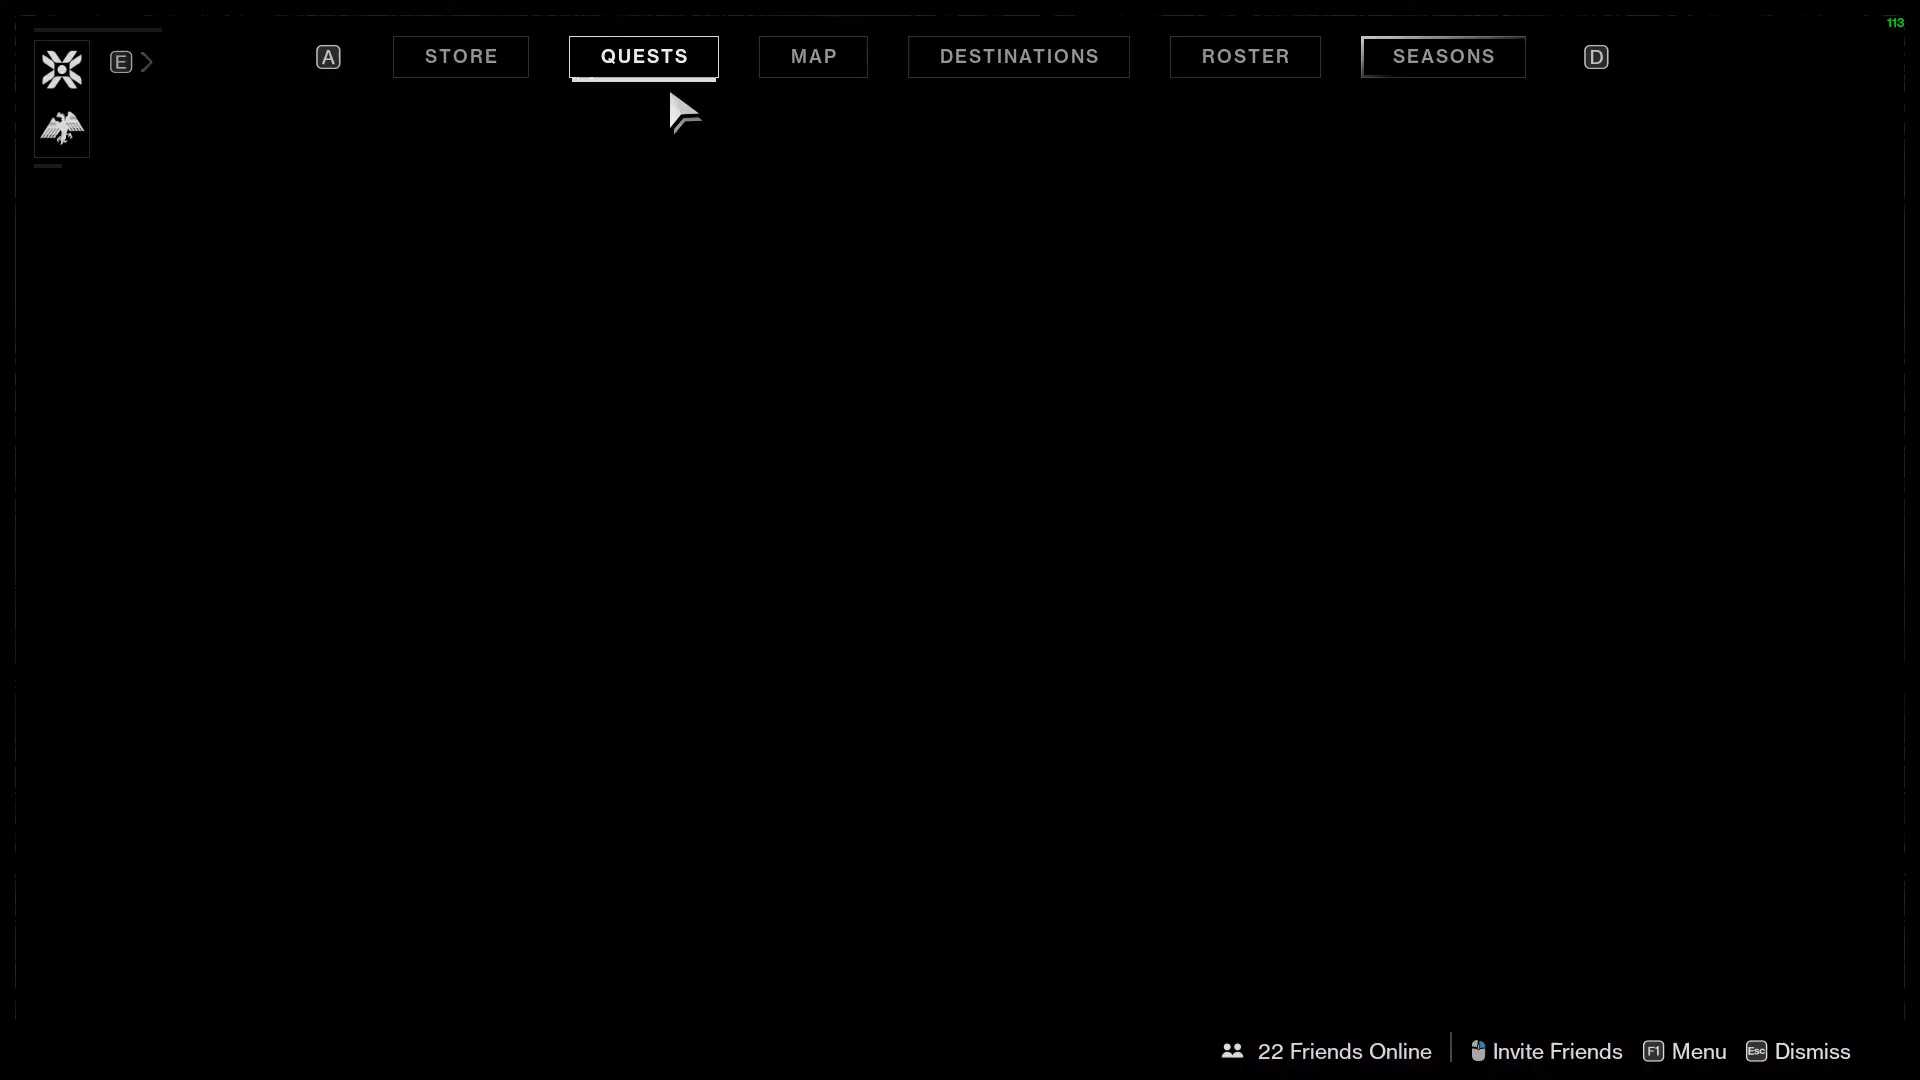 113
E
A
STORE
QUESTS
MAP
DESTINATIONS
ROSTER
SEASONS
D
22 Friends Online
Invite Friends
F1 Menu
Esc Dismiss